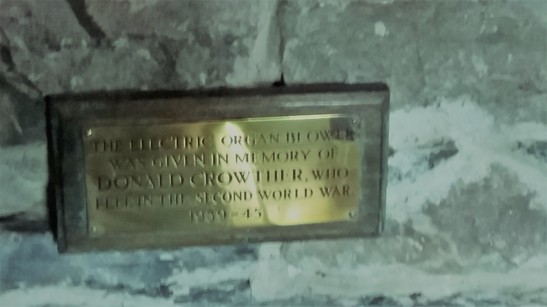 THE ELECTRIC ORGAN BLOWER
WAS GIVEN IN MEMORY OF
DONALD CROWTHER, WHO
FELL IN THE SECOND WORLD WAR
1939-45